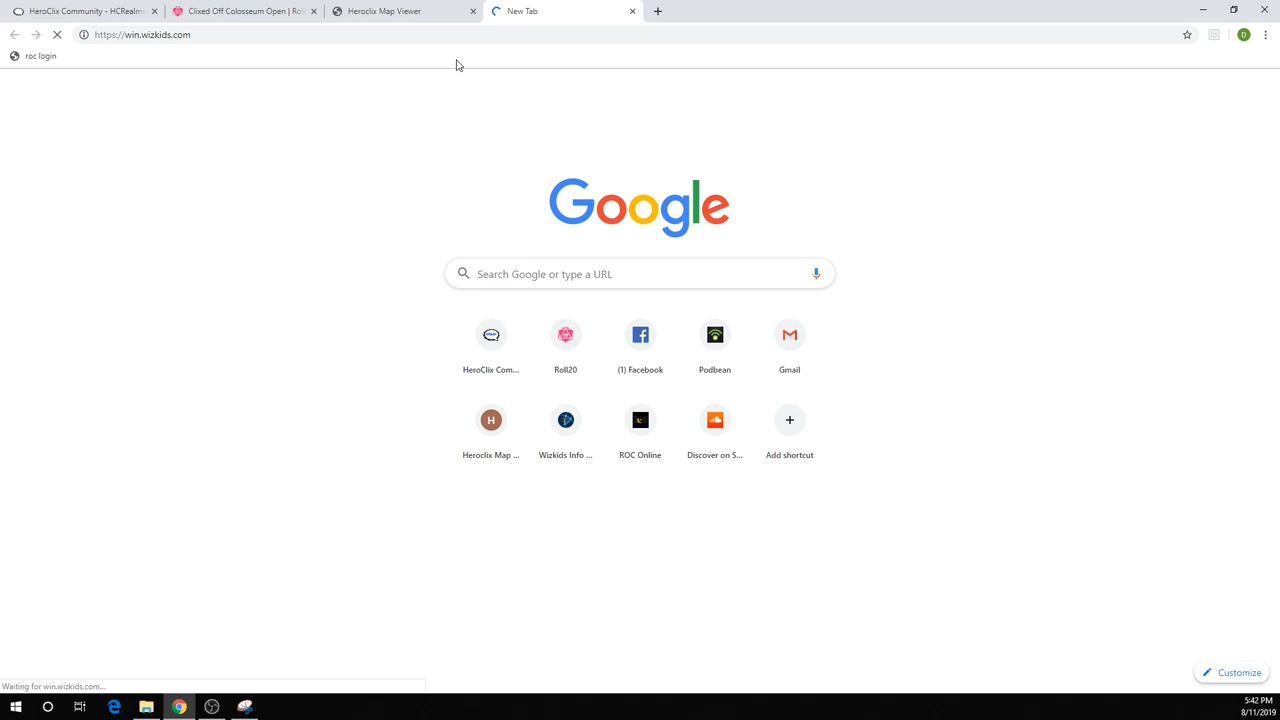 HeroClix Community - HCRealms
Clixed Off Colosseum Open | Roll
Heroclix Map Viewer
New Tab
https://win.wizkids.com
D
roc login
Google
Search Google or type a URL
HeroClix Com...
Roll20
(1) Facebook
Podbean
Gmail
H
Heroclix Map ...
Wizkids Info ...
ROC Online
Discover on S...
Add shortcut
Customize
Waiting for win.wizkids.com...
5:42 PM
8/11/2019